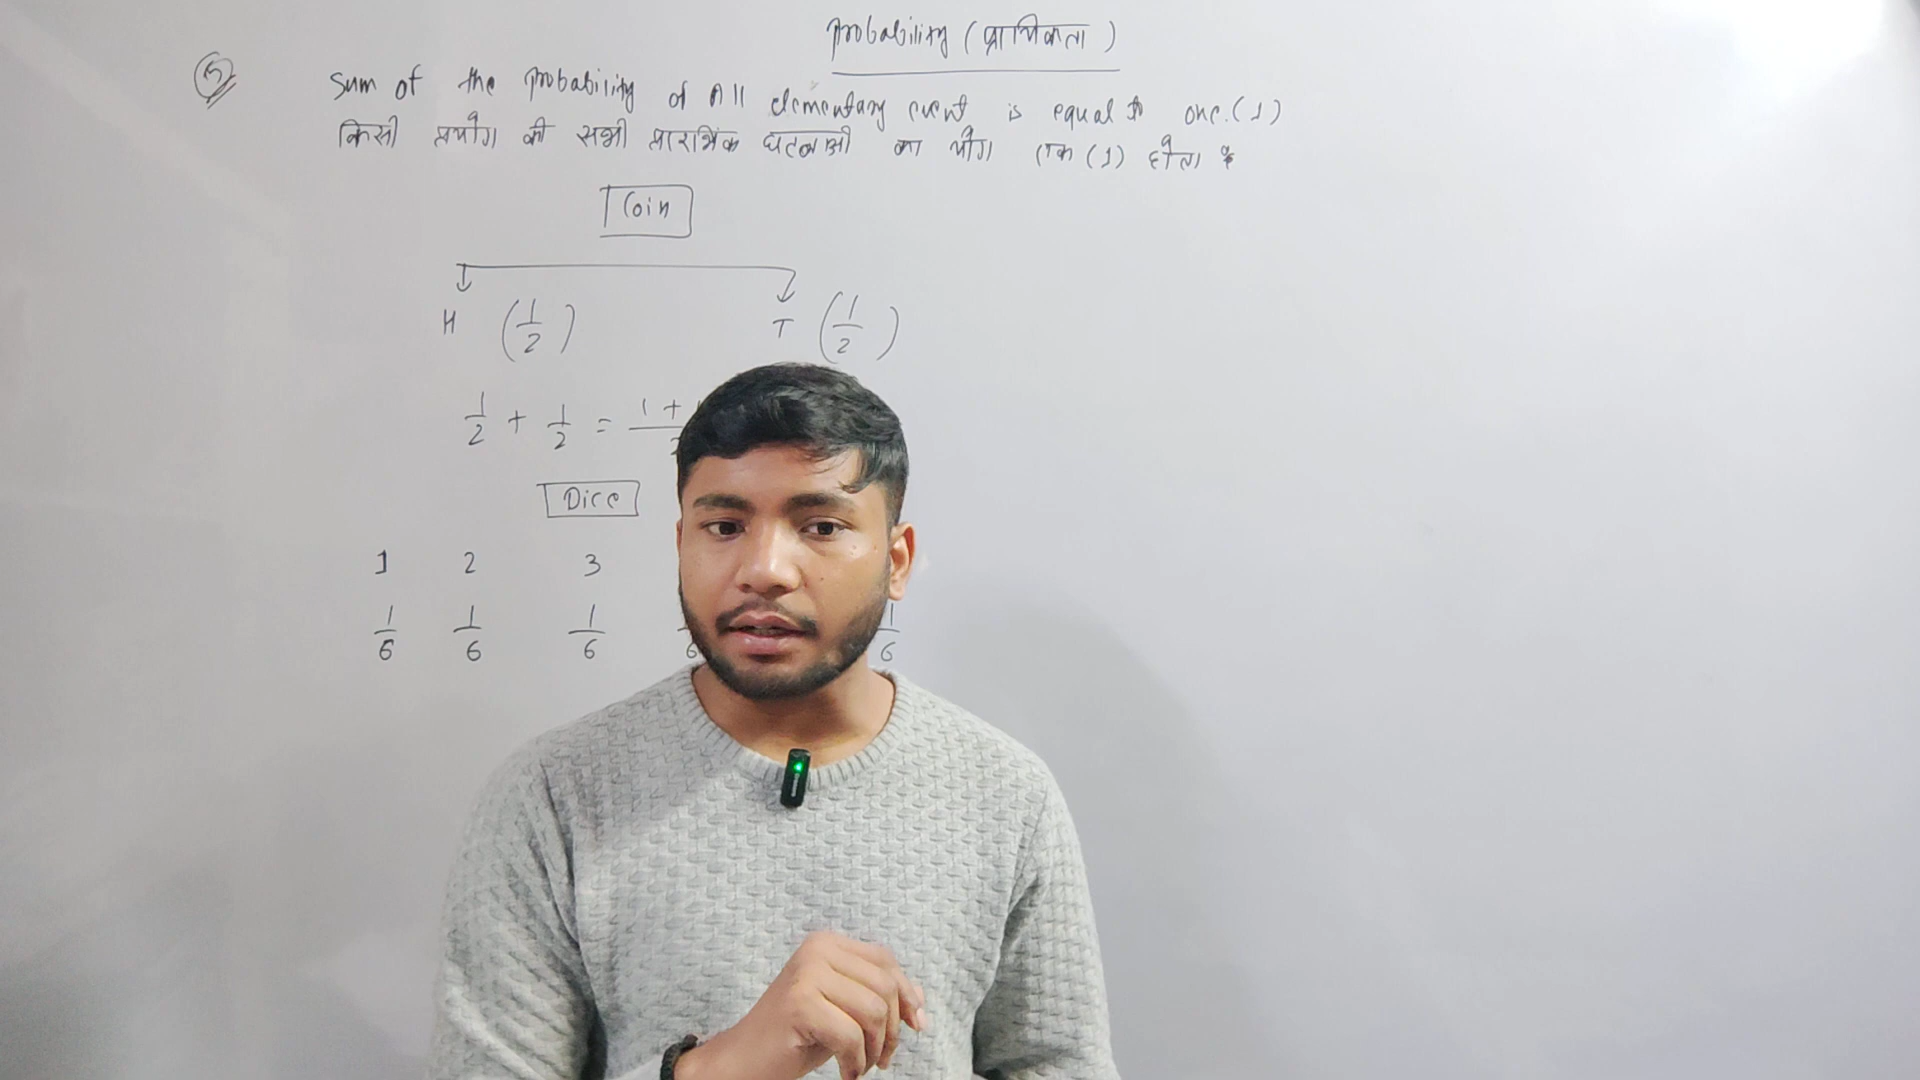 Probability (प्रायिकता)
(5) Sum of the probability of All elementary event is equal to one. (1)
किसी प्रयोग की सभी प्रारंभिक घटनाओ का योग एक (1) होता है
Coin
H (1/2) T (1/2)
1/2 + 1/2 = 1 +
Dice
1 2 3
1/6 1/6 1/6 6 1/6